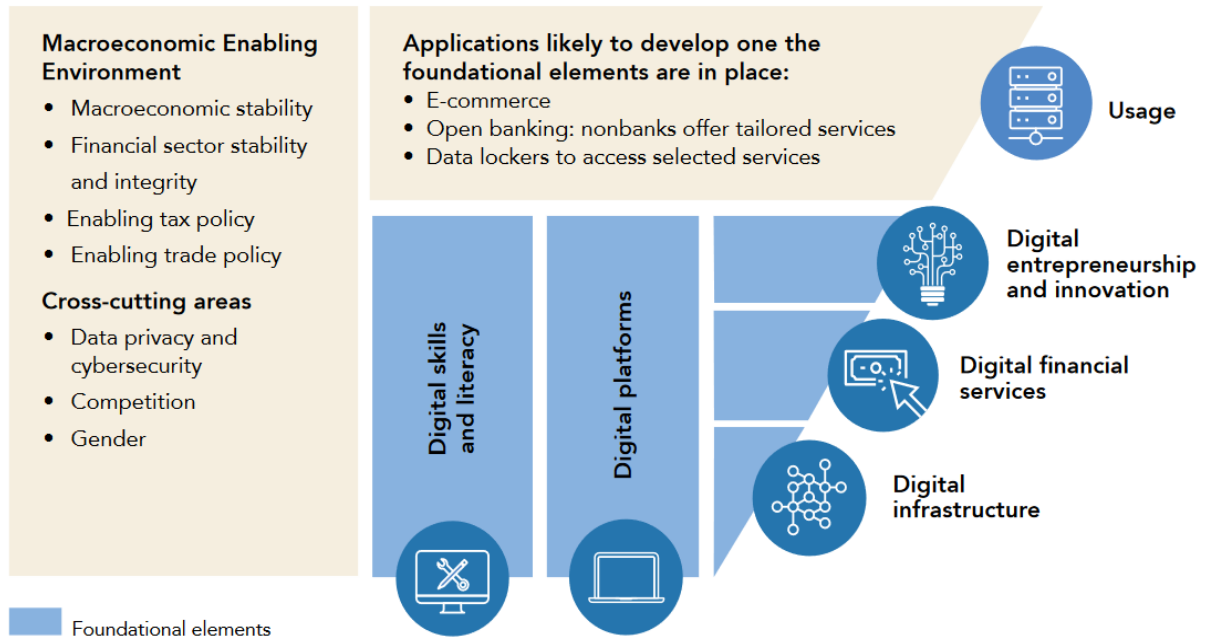 Macroeconomic Enabling
Environment
• Macroeconomic stability
• Financial sector stability
and integrity
• Enabling tax policy
• Enabling trade policy
Cross-cutting areas
• Data privacy and
cybersecurity
• Competition
• Gender
Applications likely to develop one the
foundational elements are in place:
• E-commerce
• Open banking: nonbanks offer tailored services
• Data lockers to access selected services
Usage
Digital skills
and literacy
Digital platforms
Digital
entrepreneurship
and innovation
Digital financial
services
Digital
infrastructure
Foundational elements